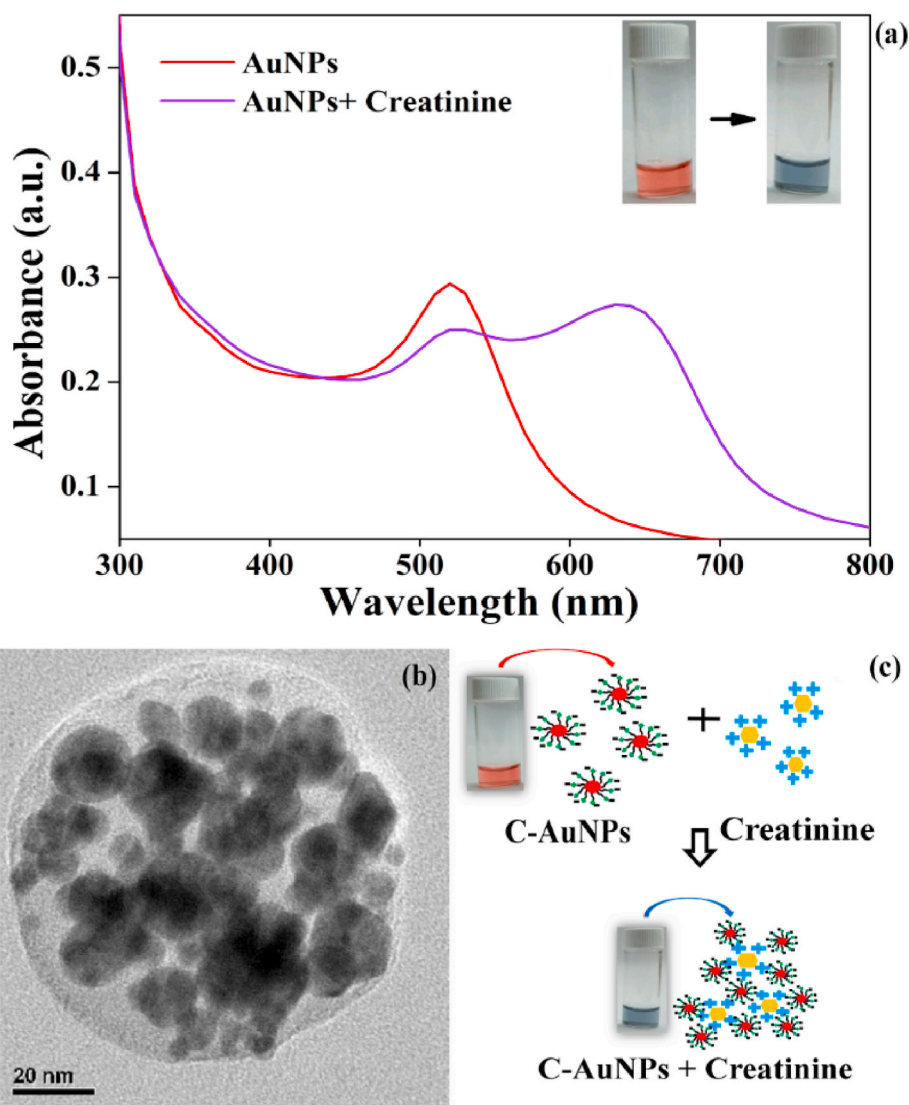 (a)
AuNPs
AuNPs+ Creatinine
0.5
0.4
0.3
0.2
0.1
Absorbance (a.u.)
300 400 500 600 700 800
Wavelength (nm)
(b)
20 nm
(c)
+
C-AuNPs
Creatinine
C-AuNPs + Creatinine